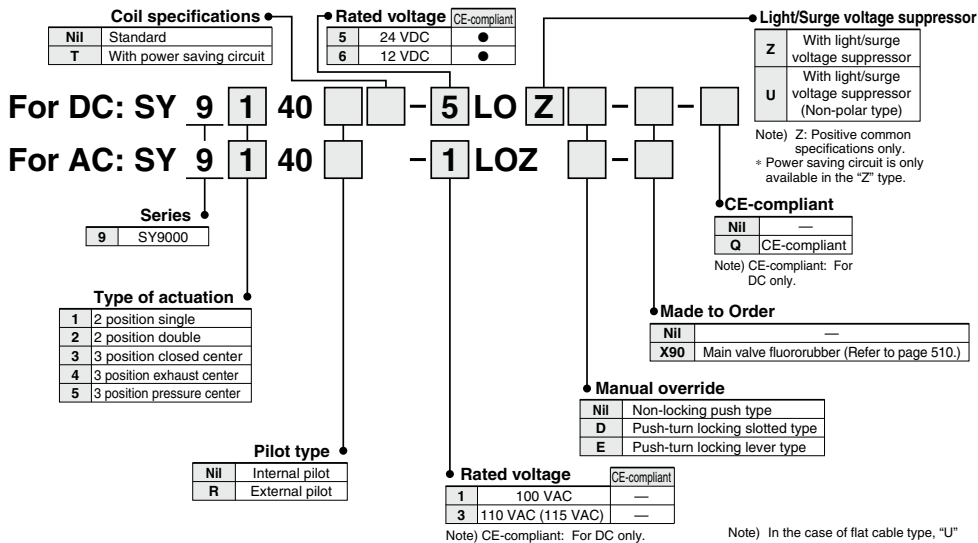 Coil specifications
Nil Standard
T With power saving circuit
Rated voltage CE-compliant
5 24 VDC ●
6 12 VDC ●
Light/Surge voltage suppressor
Z With light/surge
voltage suppressor
U With light/surge
voltage suppressor
(Non-polar type)
Note) Z: Positive common
specifications only.
* Power saving circuit is only
available in the “Z” type.
For DC: SY 9 1 40 – 5 LO Z – –
For AC: SY 9 1 40 – 1 LOZ –
Series
9 SY9000
CE-compliant
Nil —
Q CE-compliant
Note) CE-compliant: For
DC only.
Type of actuation
1 2 position single
2 2 position double
3 3 position closed center
4 3 position exhaust center
5 3 position pressure center
Made to Order
Nil —
X90 Main valve fluororubber (Refer to page 510.)
Manual override
Nil Non-locking push type
D Push-turn locking slotted type
E Push-turn locking lever type
Pilot type
Nil Internal pilot
R External pilot
Rated voltage CE-compliant
1 100 VAC —
3 110 VAC (115 VAC) —
Note) CE-compliant: For DC only.
Note) In the case of flat cable type, “U”